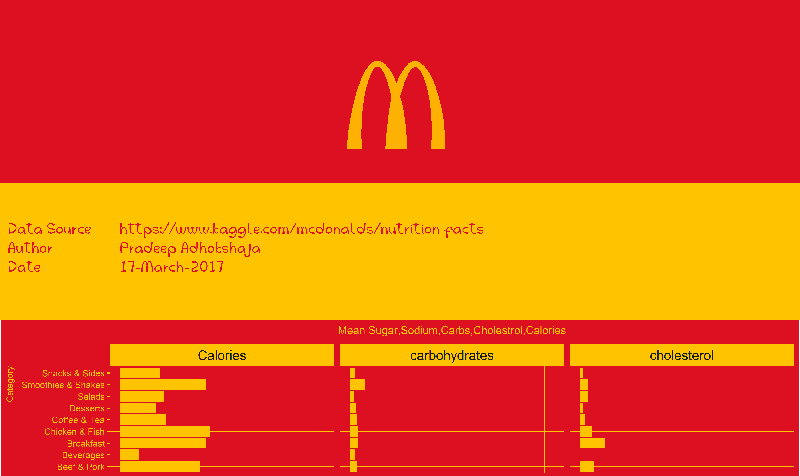 Data Source https://www.kaggle.com/mcdonalds/nutrition-facts
Author Pradeep Adhokshaja
Date 17-March-2017
Mean Sugar,Sodium,Carbs,Cholestrol,Calories
Calories carbohydrates cholesterol
Category
Snacks & Sides
Smoothies & Shakes
Salads
Desserts
Coffee & Tea
Chicken & Fish
Breakfast
Beverages
Beef & Pork